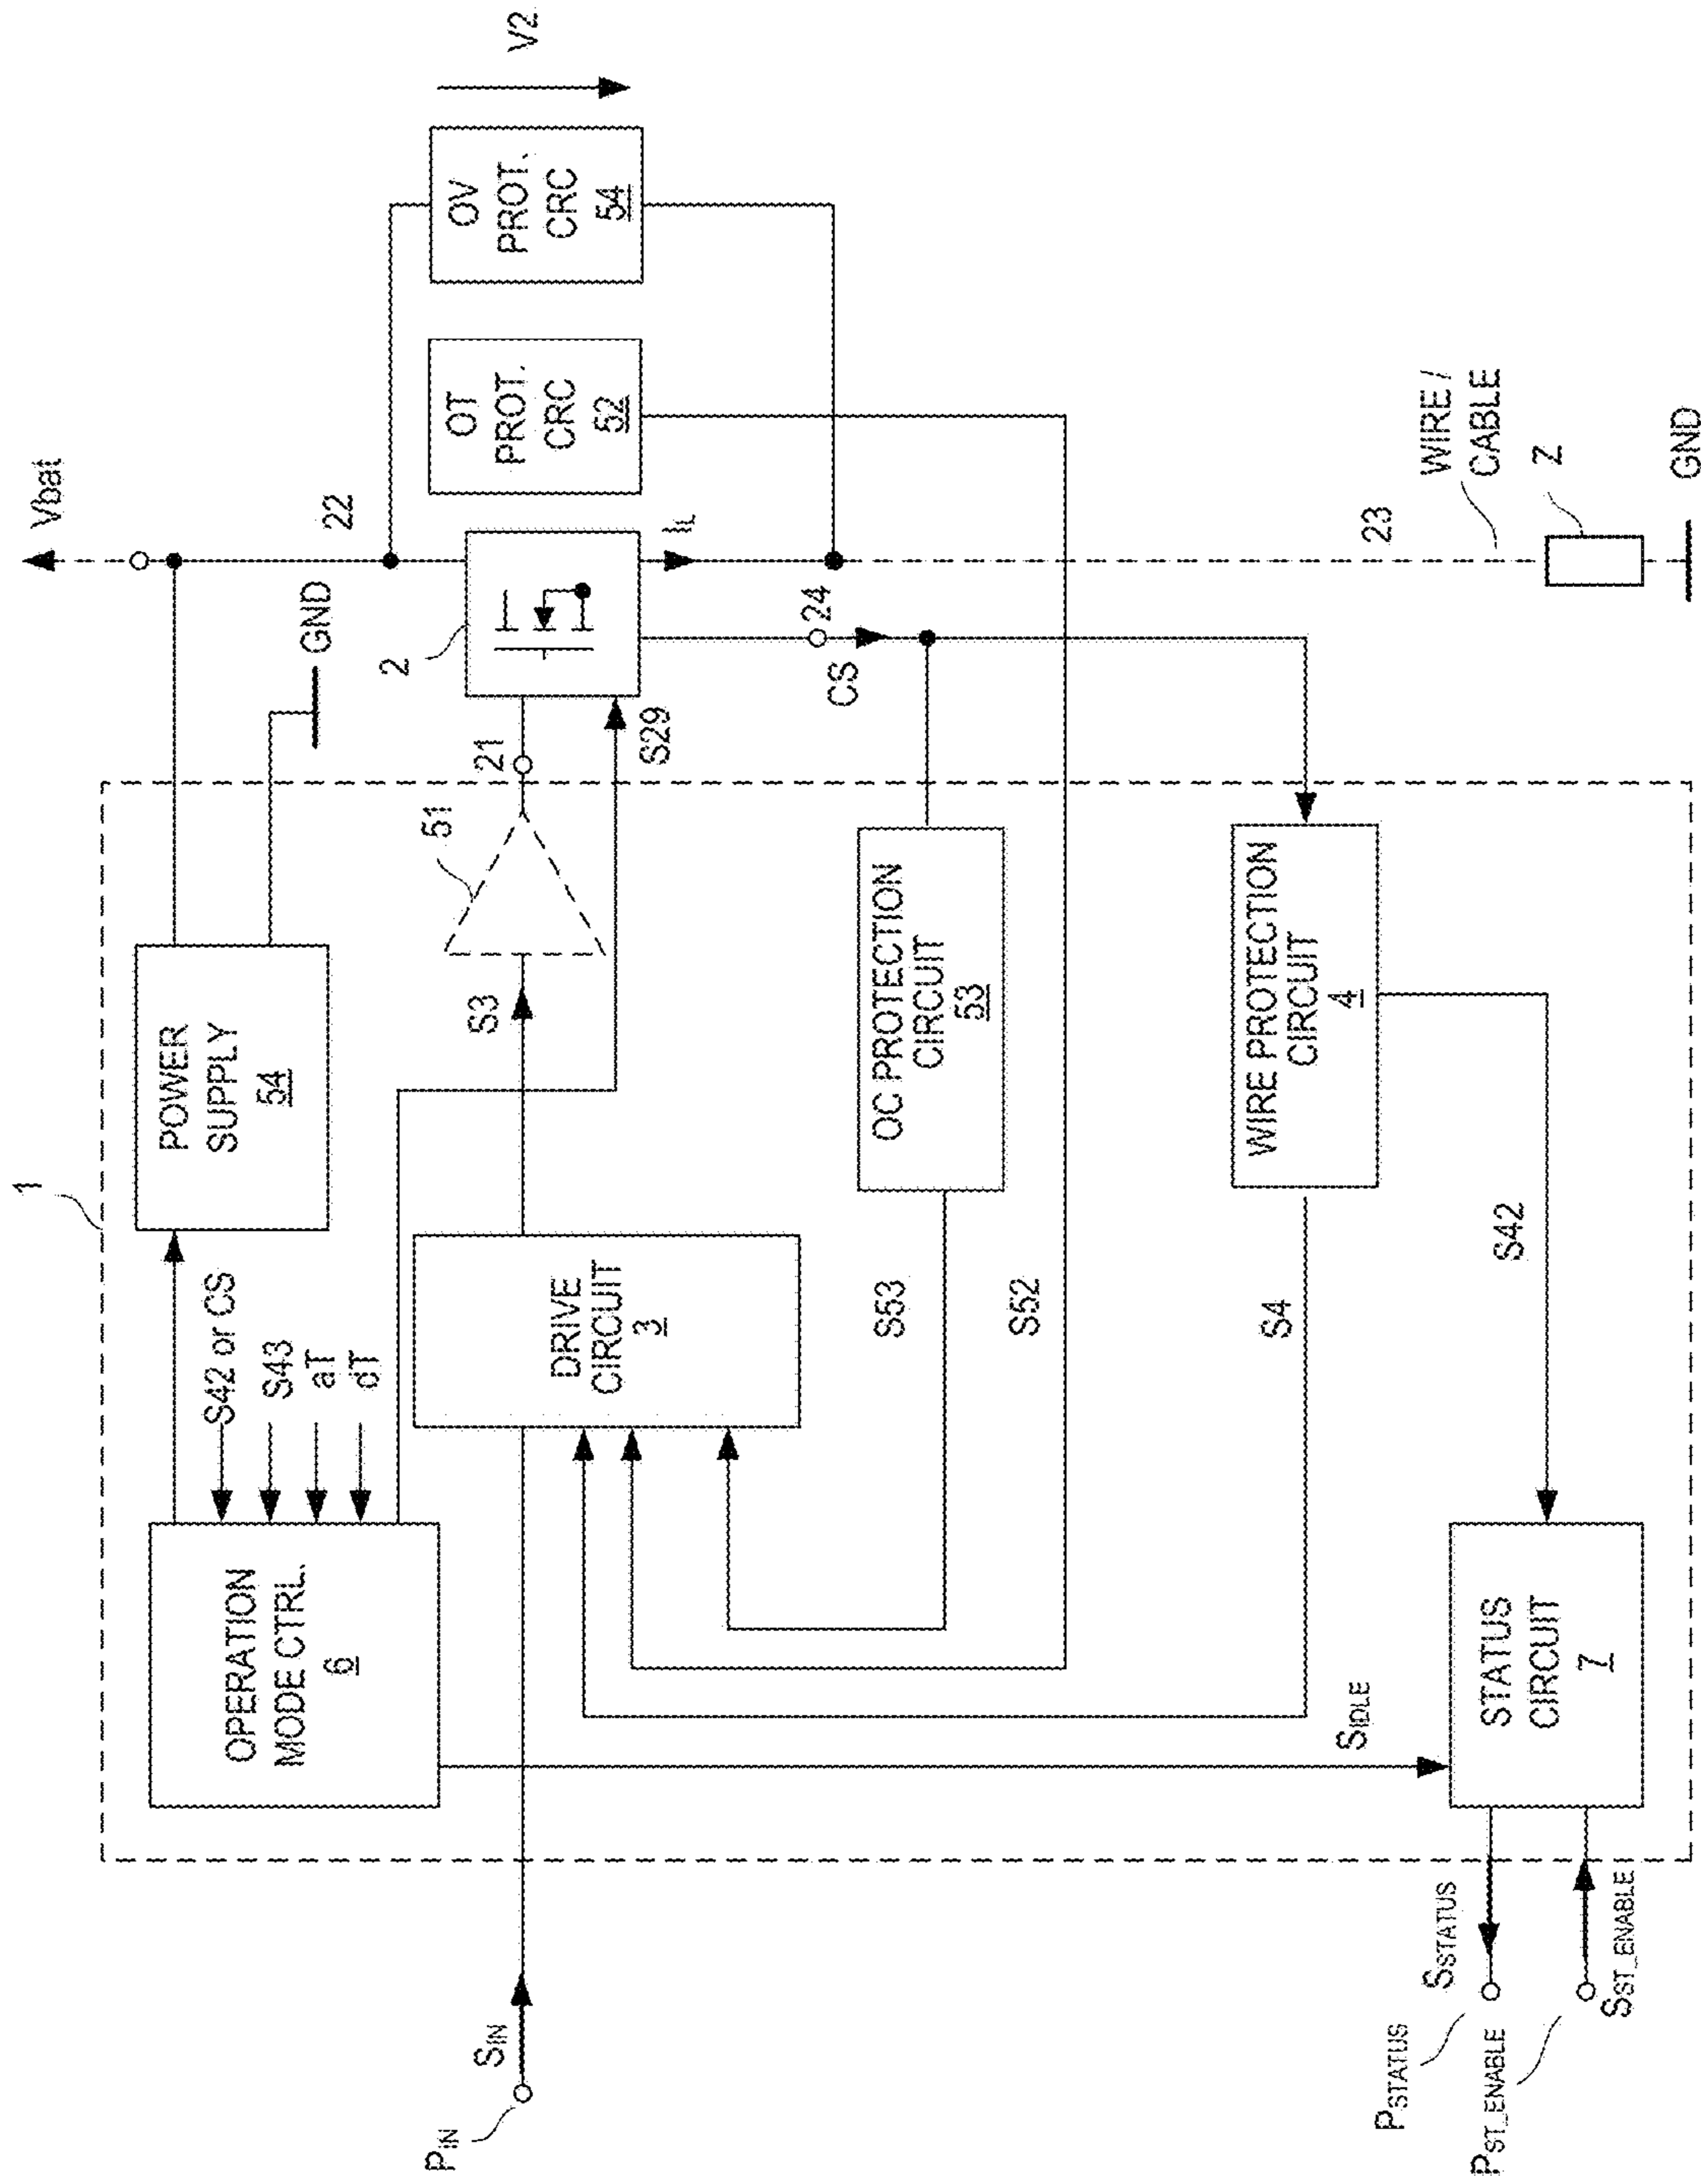 1
OPERATION
MODE CTRL.
6
S42 or CS
S43
aT
dT
POWER
SUPPLY
54
GND
Vbat
22
PIN
SIN
DRIVE
CIRCUIT
3
S3
51
21
S29
2
IL
24
CS
OT
PROT.
CRC
52
OV
PROT.
CRC
54
V2
OC PROTECTION
CIRCUIT
53
S53
S52
WIRE PROTECTION
CIRCUIT
4
S4
S42
SIDLE
STATUS
CIRCUIT
7
SSTATUS
PSTATUS
SST_ENABLE
PST_ENABLE
23
WIRE /
CABLE
Z
GND